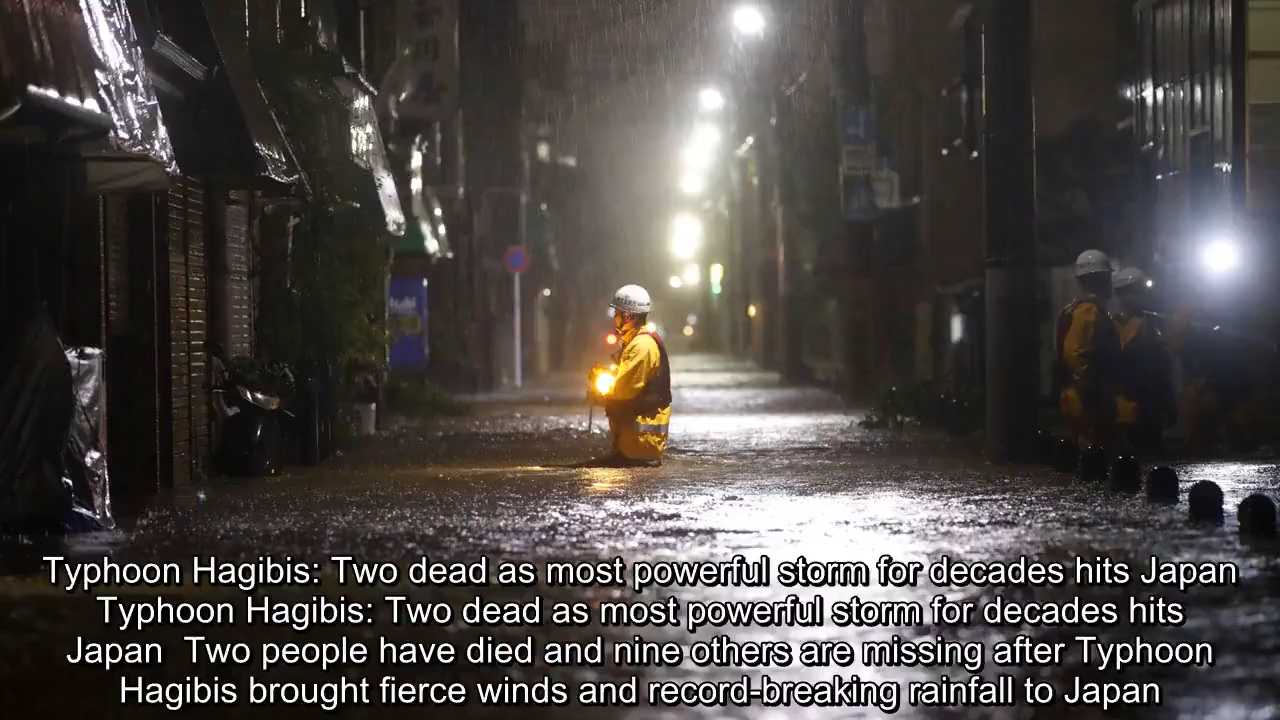 Typhoon Hagibis: Two dead as most powerful storm for decades hits Japan
Typhoon Hagibis: Two dead as most powerful storm for decades hits
Japan  Two people have died and nine others are missing after Typhoon
Hagibis brought fierce winds and record-breaking rainfall to Japan